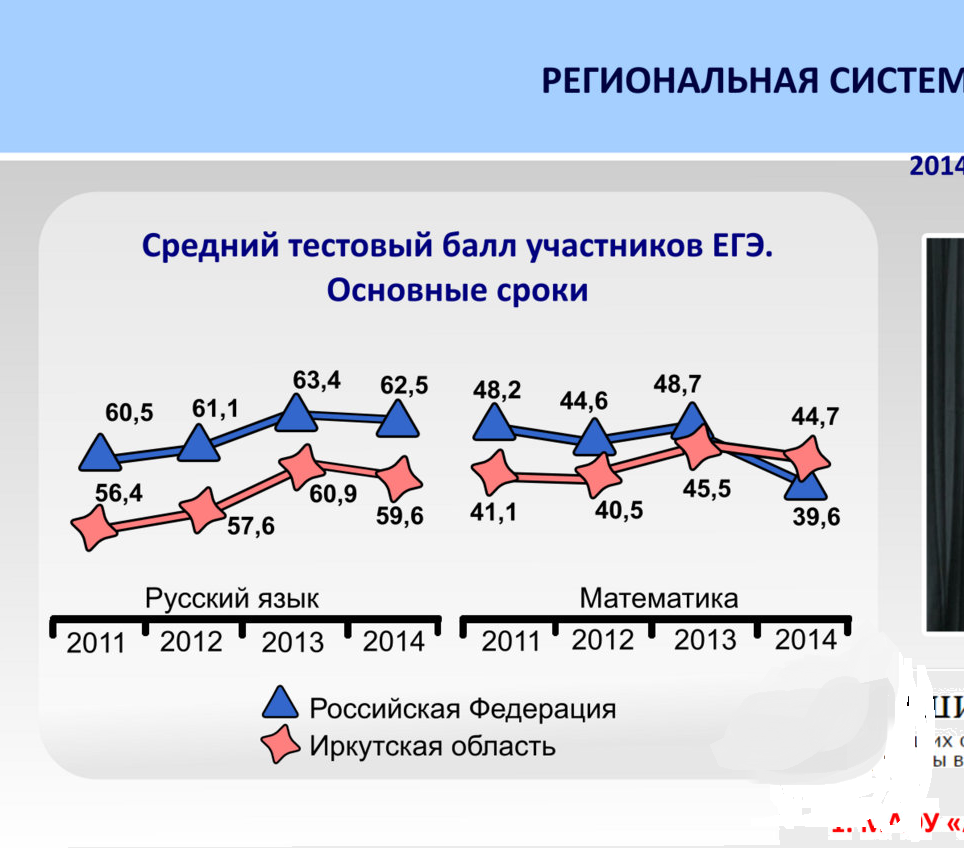 РЕГИОНАЛЬНАЯ СИСТЕМ
2014
Средний тестовый балл участников ЕГЭ.
Основные сроки
63,4 62,5 48,7
60,5 61,1 48,2 44,6 44,7
56,4 57,6 60,9 59,6 41,1 40,5 45,5 39,6
Русский язык Математика
2011 2012 2013 2014 2011 2012 2013 2014
Российская Федерация
Иркутская область